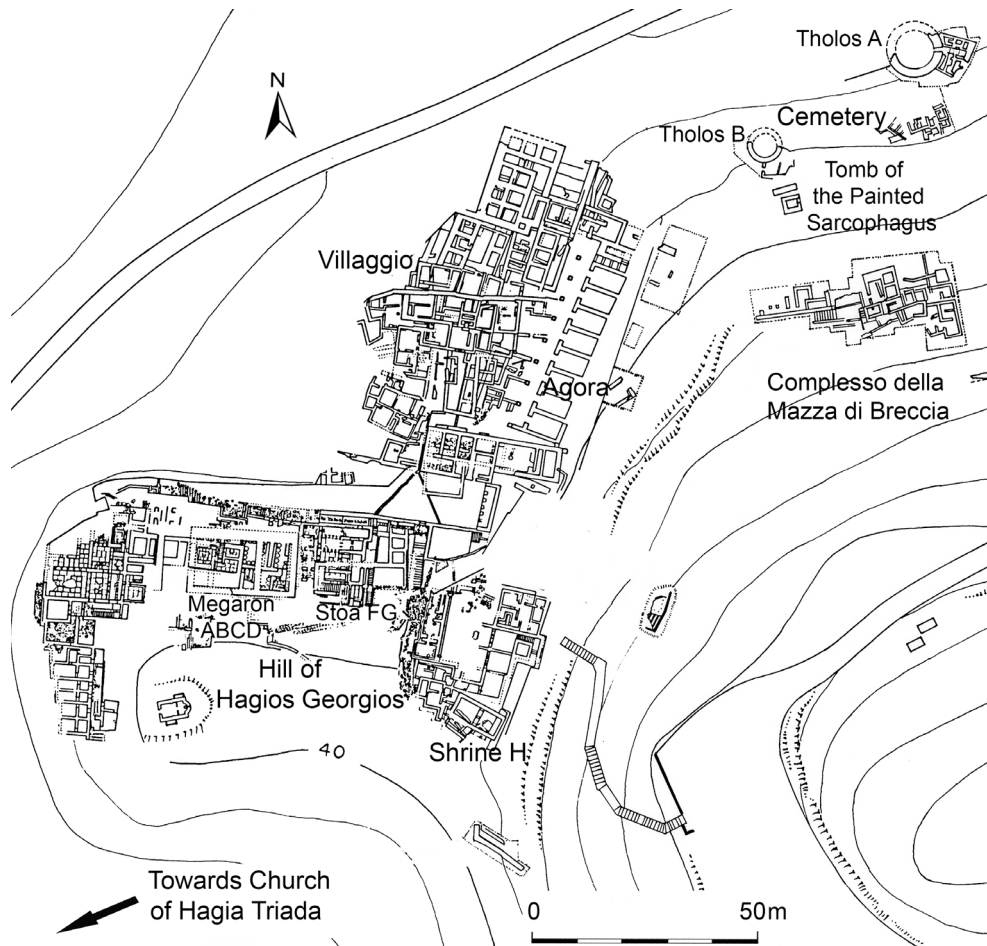 Tholos A
N
Cemetery
Tholos B
Tomb of
the Painted
Sarcophagus
Villaggio
Agora
Complesso della
Mazza di Breccia
Megaron
ABCD
Stoa FG
Hill of
Hagios Georgios
Shrine H
40
Towards Church
of Hagia Triada
0
50m